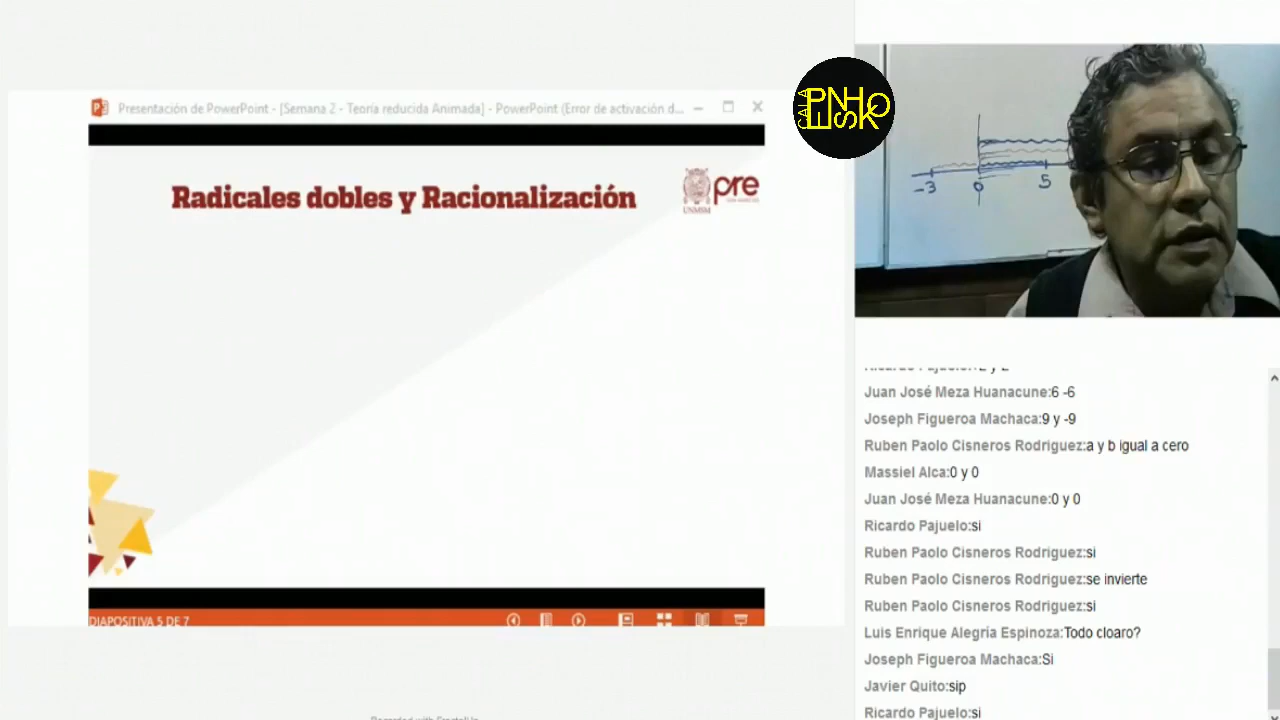 Presentación de PowerPoint - [Semana 2 - Teoría reducida Animada] - PowerPoint (Error de activación d...
Radicales dobles y Racionalización
UNMSM
pre
SAN MARCOS
DIAPOSITIVA 5 DE 7
-3 0 5
Juan José Meza Huanacune:6 -6
Joseph Figueroa Machaca:9 y -9
Ruben Paolo Cisneros Rodriguez:a y b igual a cero
Massiel Alca:0 y 0
Juan José Meza Huanacune:0 y 0
Ricardo Pajuelo:si
Ruben Paolo Cisneros Rodriguez:si
Ruben Paolo Cisneros Rodriguez:se invierte
Ruben Paolo Cisneros Rodriguez:si
Luis Enrique Alegría Espinoza:Todo cloaro?
Joseph Figueroa Machaca:Si
Javier Quito:sip
Ricardo Pajuelo:si